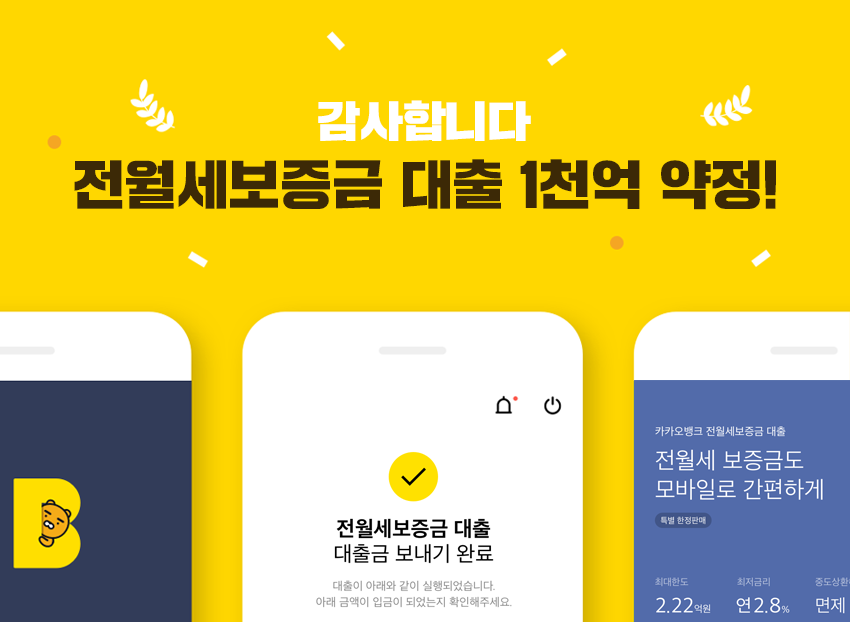 감사합니다
전월세보증금 대출 1천억 약정!
B
전월세보증금 대출
대출금 보내기 완료
대출이 아래와 같이 실행되었습니다.
아래 금액이 입금이 되었는지 확인해주세요.
카카오뱅크 전월세보증금 대출
전월세 보증금도
모바일로 간편하게
특별 한정판매
최대한도 최저금리 중도상환
2.22억원 연2.8% 면제